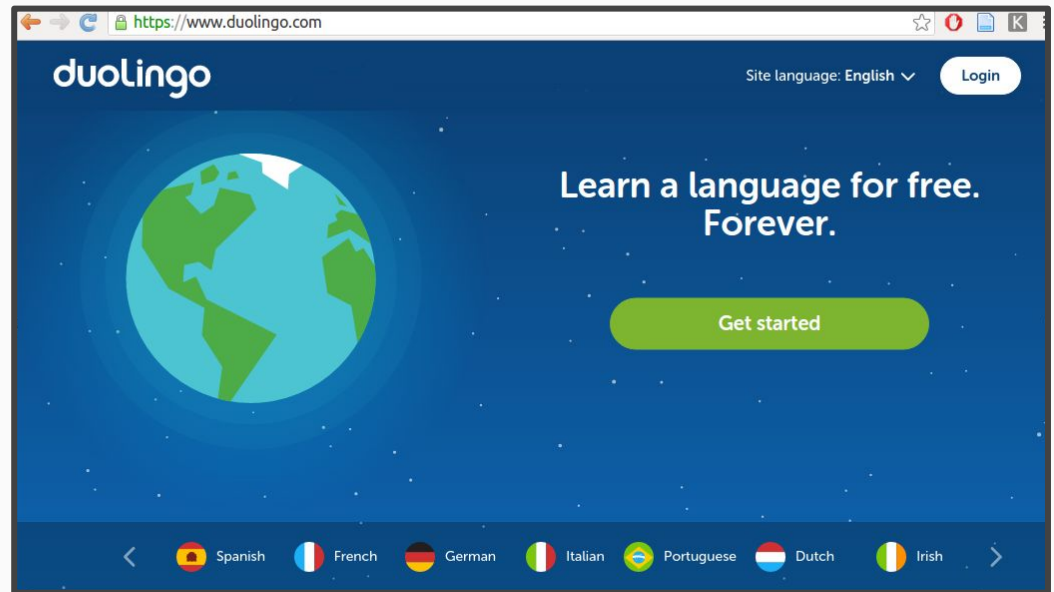 https://www.duolingo.com
K
duolingo
Site language: English
Login
Learn a language for free.
Forever.
Get started
Spanish French German Italian Portuguese Dutch Irish